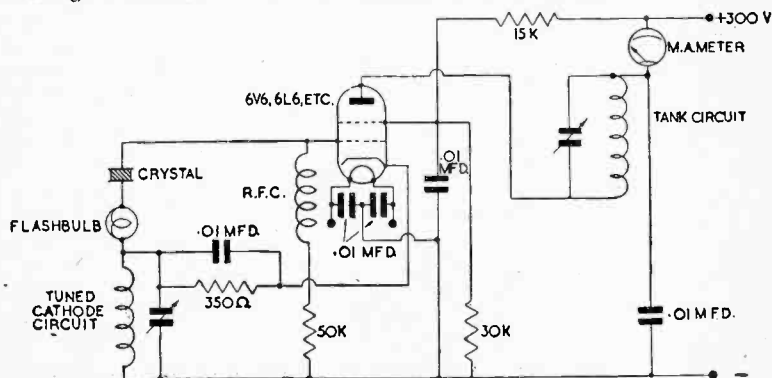 +300 V
15K
M.A.METER
6V6, 6L6, ETC.
TANK CIRCUIT
.01
MFD.
CRYSTAL
R.F.C.
FLASHBULB
.01 MFD.
.01 MFD.
350Ω
TUNED
CATHODE
CIRCUIT
50K
30K
.01 MFD.
–